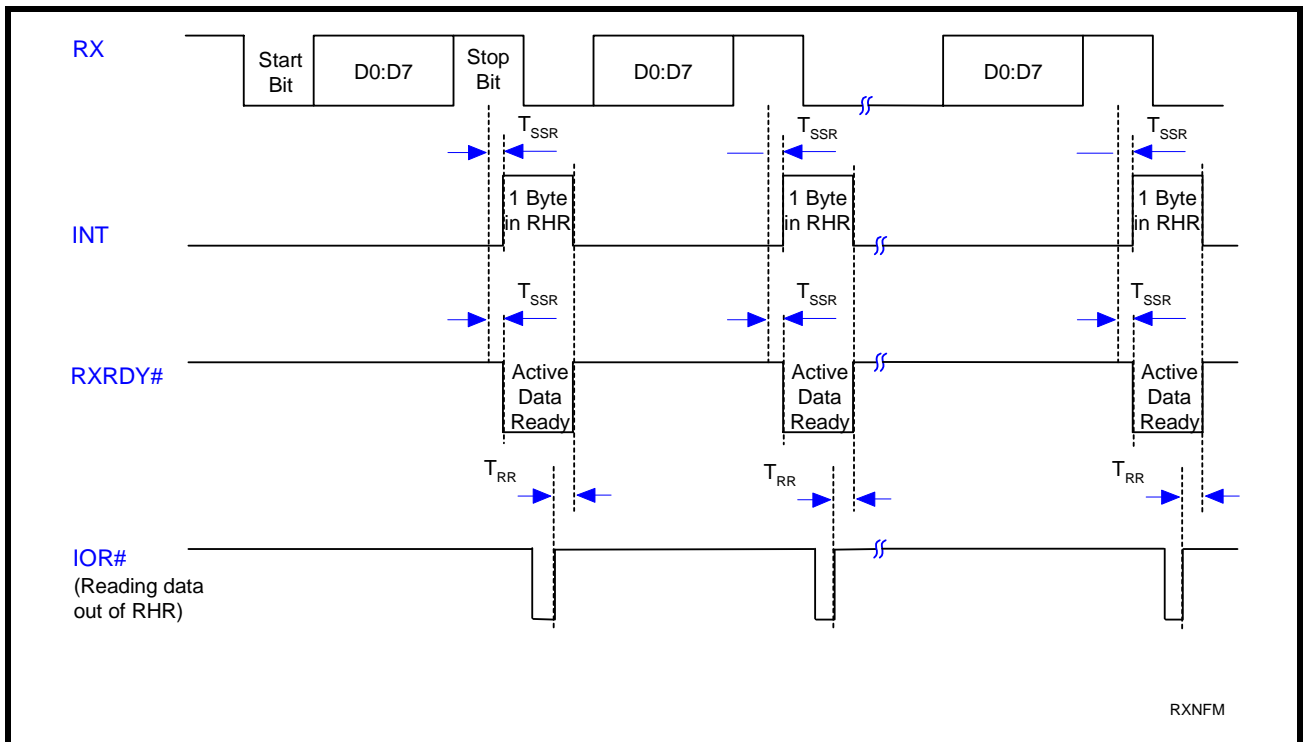 RX
Start
Bit
D0:D7
Stop
Bit
D0:D7
D0:D7
TSSR
TSSR
TSSR
INT
1 Byte
in RHR
1 Byte
in RHR
1 Byte
in RHR
TSSR
TSSR
TSSR
RXRDY#
Active
Data
Ready
Active
Data
Ready
Active
Data
Ready
TRR
TRR
TRR
IOR#
(Reading data
out of RHR)
RXNFM